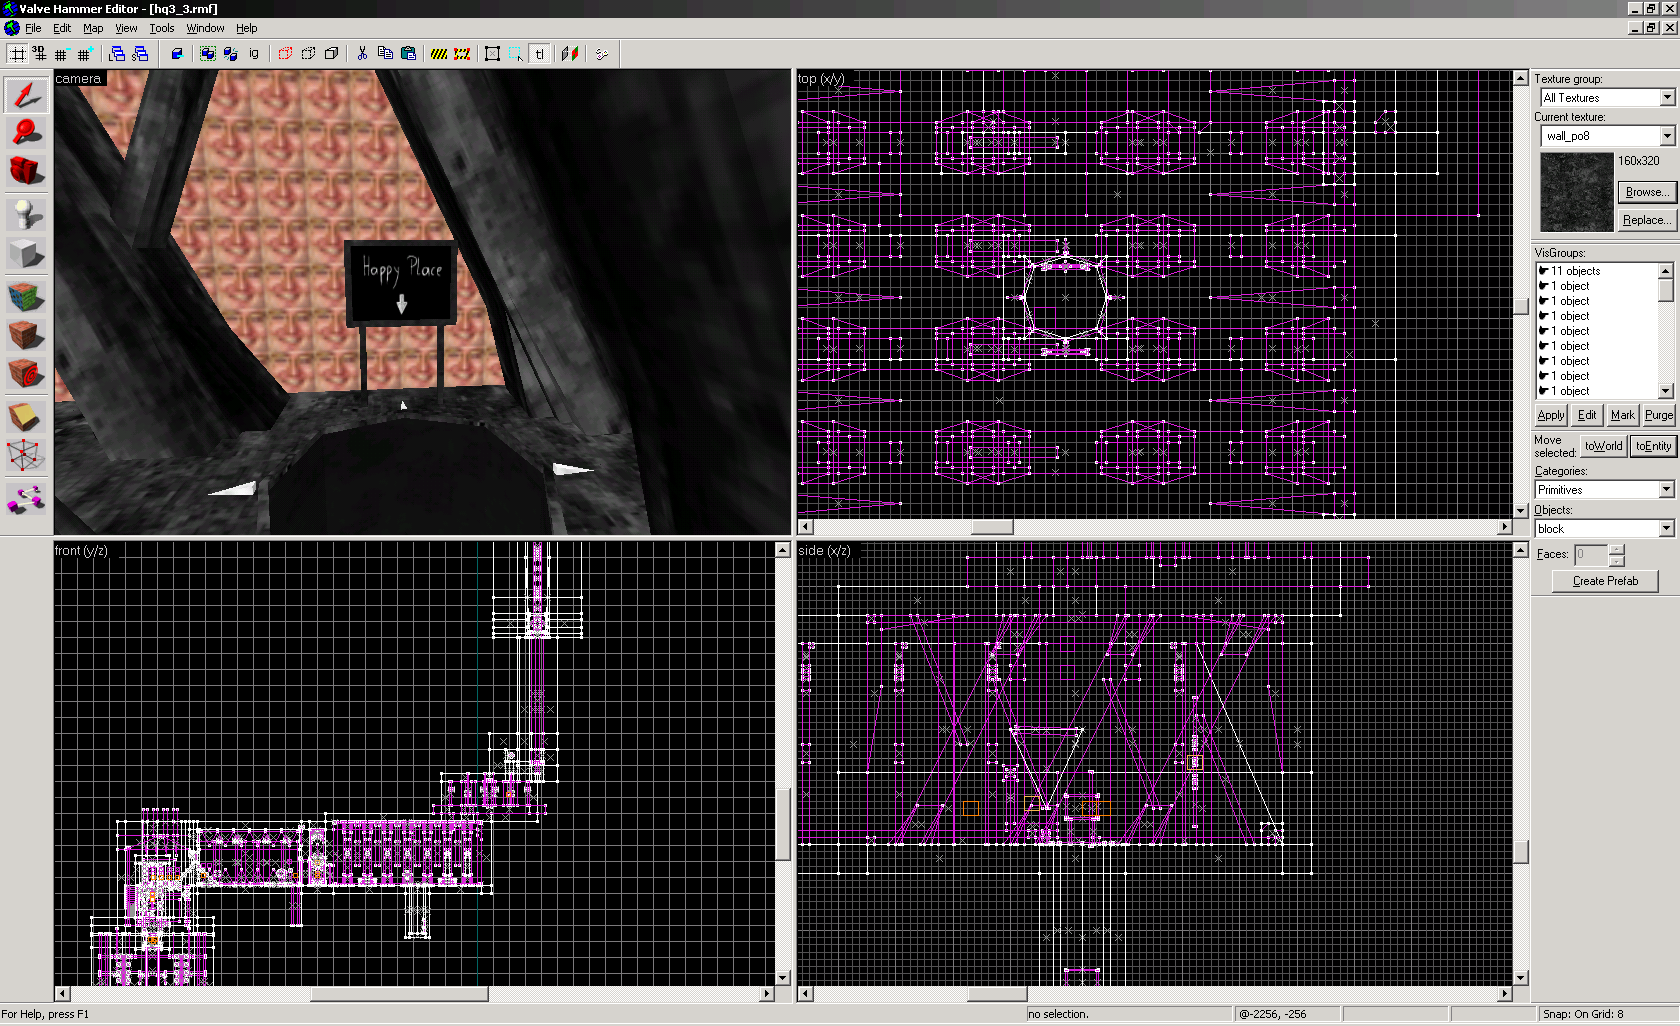 Valve Hammer Editor - [hq3_3.rmf]
File Edit Map View Tools Window Help
3D
ig
tl
camera
Happy Place
top (x/y)
front (y/z)
side (x/z)
Texture group:
All Textures
Current texture:
wall_po8
160x320
Browse...
Replace...
VisGroups:
11 objects
1 object
1 object
1 object
1 object
1 object
1 object
1 object
1 object
Apply Edit Mark Purge
Move selected: toWorld toEntity
Categories:
Primitives
Objects:
block
Faces: 0
Create Prefab
For Help, press F1
no selection.
@-2256, -256
Snap: On Grid: 8